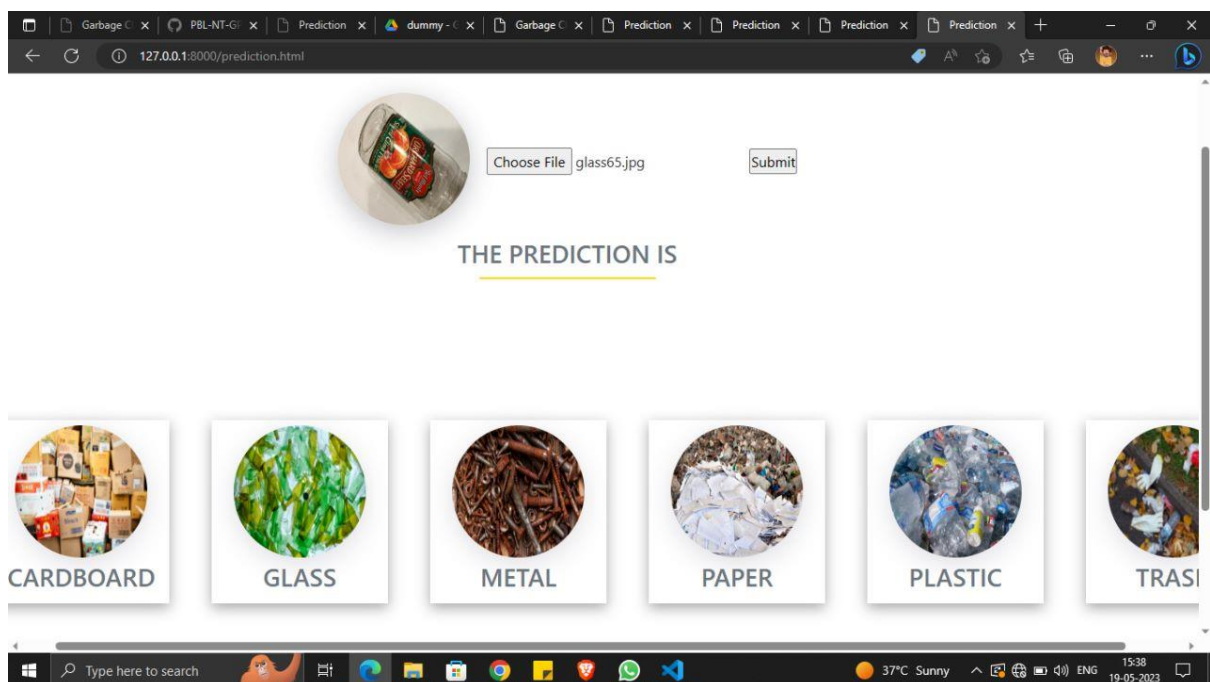 Garbage C
PBL-NT-GF
Prediction
dummy - G
Garbage C
Prediction
Prediction
Prediction
Prediction
127.0.0.1:8000/prediction.html
Choose File glass65.jpg
Submit
THE PREDICTION IS
CARDBOARD
GLASS
METAL
PAPER
PLASTIC
TRAS
Type here to search
37°C Sunny
ENG
15:38
19-05-2023